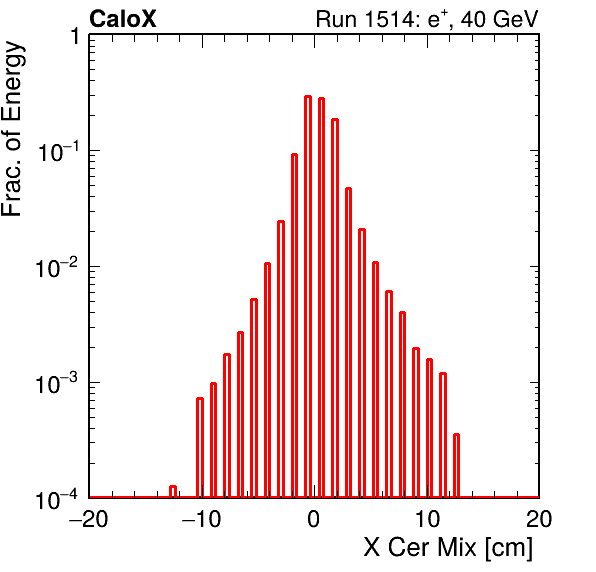 CaloX Run 1514: e⁺, 40 GeV
Frac. of Energy
1
10⁻¹
10⁻²
10⁻³
10⁻⁴
−20 −10 0 10 20
X Cer Mix [cm]